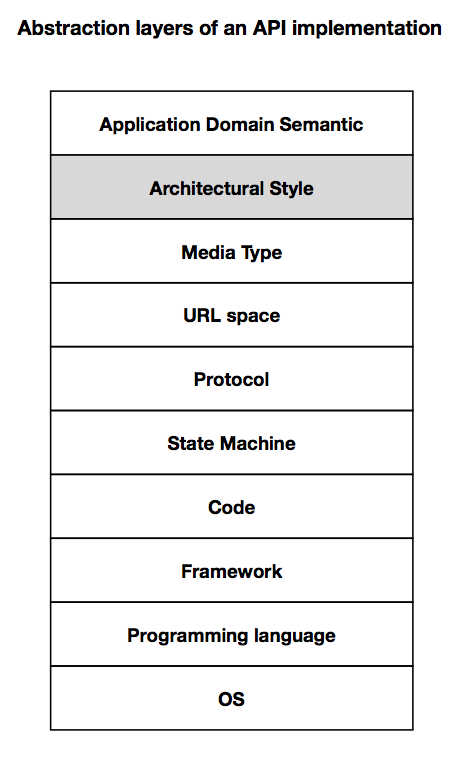 Abstraction layers of an API implementation
Application Domain Semantic
Architectural Style
Media Type
URL space
Protocol
State Machine
Code
Framework
Programming language
OS